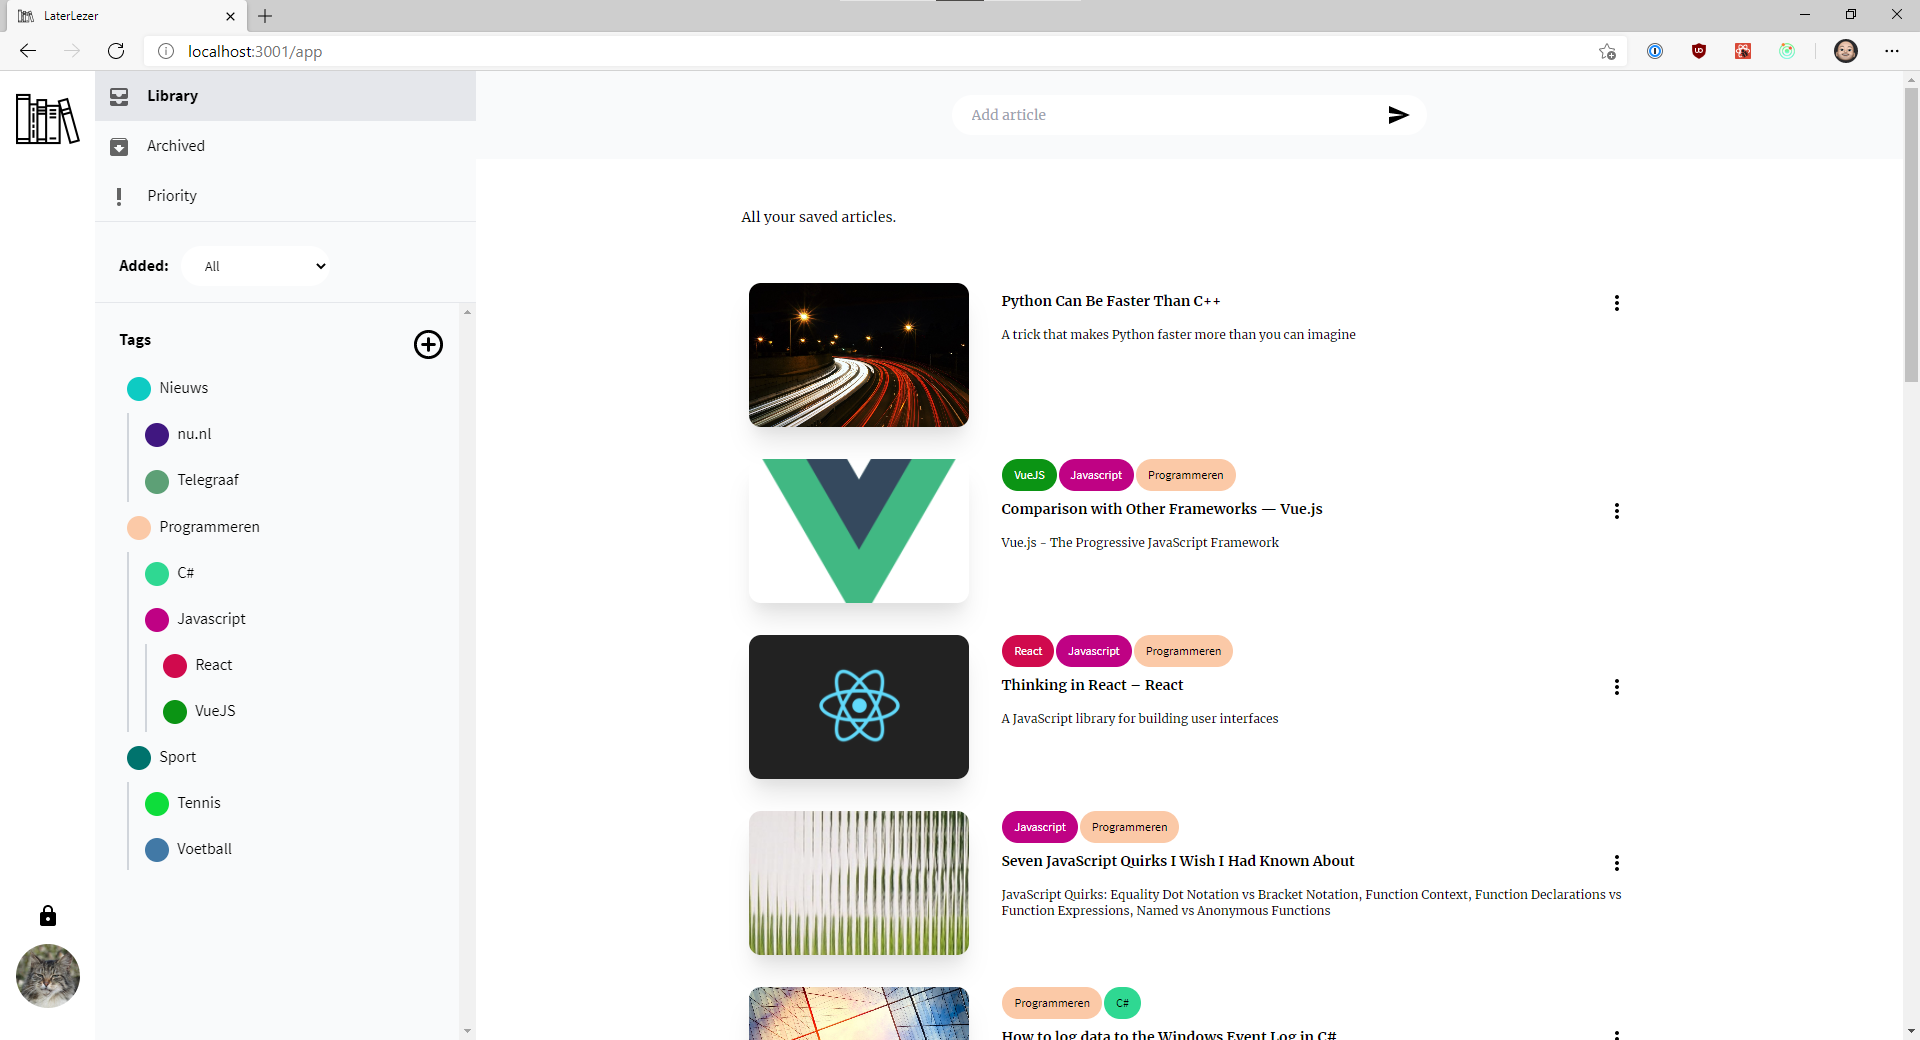 LaterLezer
localhost:3001/app
Library
Archived
Priority
Added: All
Tags
Nieuws
nu.nl
Telegraaf
Programmeren
C#
Javascript
React
VueJS
Sport
Tennis
Voetball
Add article
All your saved articles.
Python Can Be Faster Than C++
A trick that makes Python faster more than you can imagine
VueJS Javascript Programmeren
Comparison with Other Frameworks — Vue.js
Vue.js - The Progressive JavaScript Framework
React Javascript Programmeren
Thinking in React – React
A JavaScript library for building user interfaces
Javascript Programmeren
Seven JavaScript Quirks I Wish I Had Known About
JavaScript Quirks: Equality Dot Notation vs Bracket Notation, Function Context, Function Declarations vs
Function Expressions, Named vs Anonymous Functions
Programmeren C#
How to log data to the Windows Event Log in C#